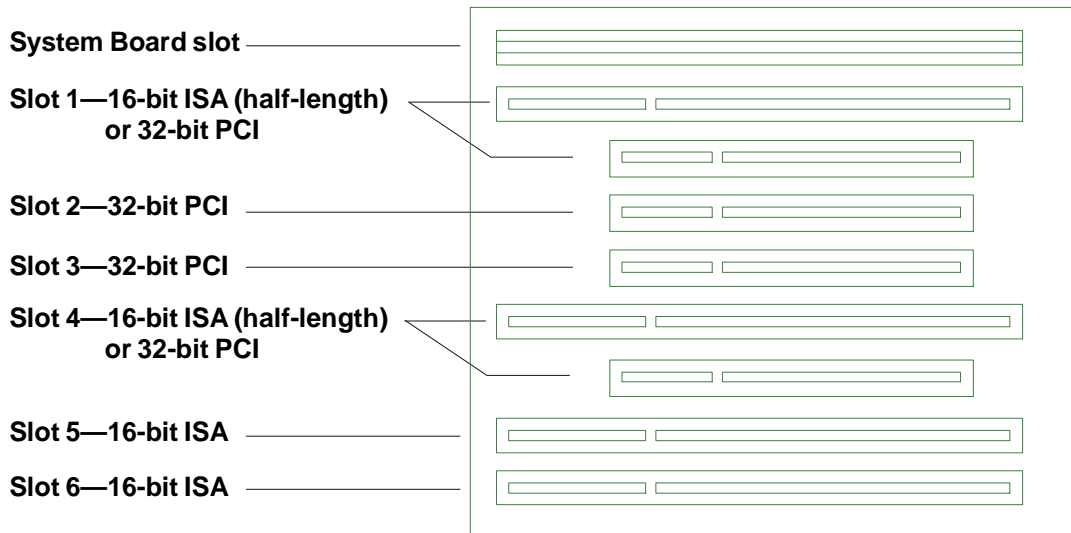 System Board slot
Slot 1—16-bit ISA (half-length)
or 32-bit PCI
Slot 2—32-bit PCI
Slot 3—32-bit PCI
Slot 4—16-bit ISA (half-length)
or 32-bit PCI
Slot 5—16-bit ISA
Slot 6—16-bit ISA